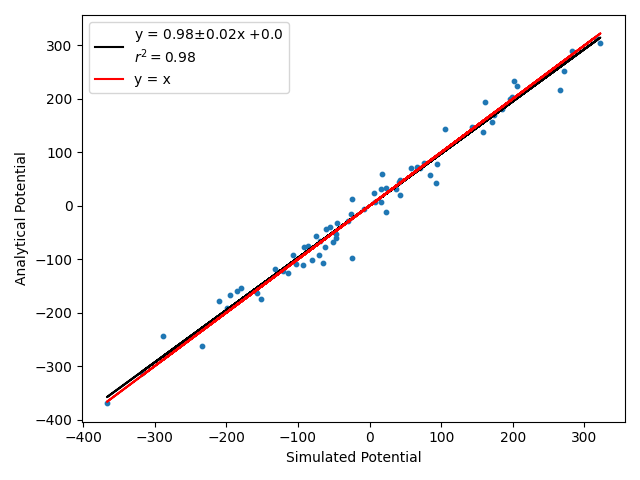 y = 0.98±0.02x +0.0
r² = 0.98
y = x
300
200
100
0
−100
−200
−300
−400
Analytical Potential
−400 −300 −200 −100 0 100 200 300
Simulated Potential